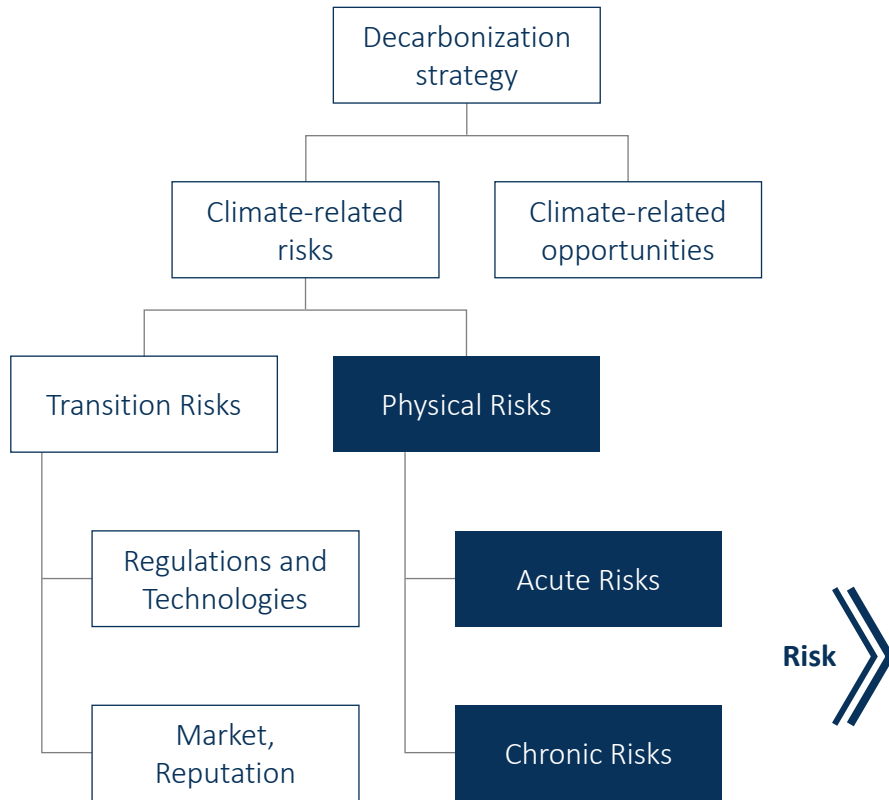 Decarbonization
strategy
Climate-related
risks
Climate-related
opportunities
Transition Risks
Physical Risks
Regulations and
Technologies
Acute Risks
Risk
Market,
Reputation
Chronic Risks